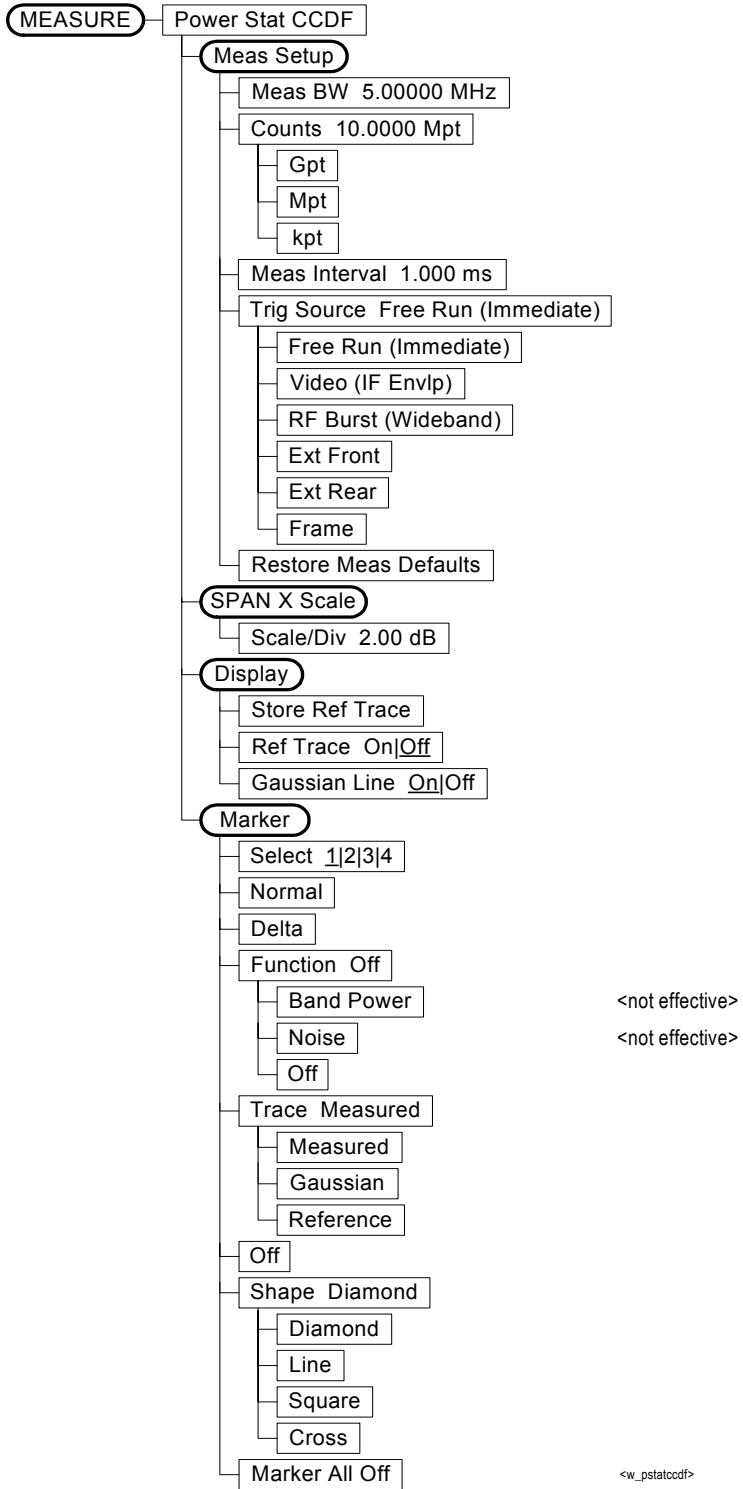 MEASURE Power Stat CCDF
Meas Setup
Meas BW 5.00000 MHz
Counts 10.0000 Mpt
Gpt
Mpt
kpt
Meas Interval 1.000 ms
Trig Source Free Run (Immediate)
Free Run (Immediate)
Video (IF Envlp)
RF Burst (Wideband)
Ext Front
Ext Rear
Frame
Restore Meas Defaults
SPAN X Scale
Scale/Div 2.00 dB
Display
Store Ref Trace
Ref Trace On|Off
Gaussian Line On|Off
Marker
Select 1|2|3|4
Normal
Delta
Function Off
Band Power <not effective>
Noise <not effective>
Off
Trace Measured
Measured
Gaussian
Reference
Off
Shape Diamond
Diamond
Line
Square
Cross
Marker All Off <w_pstatccdf>